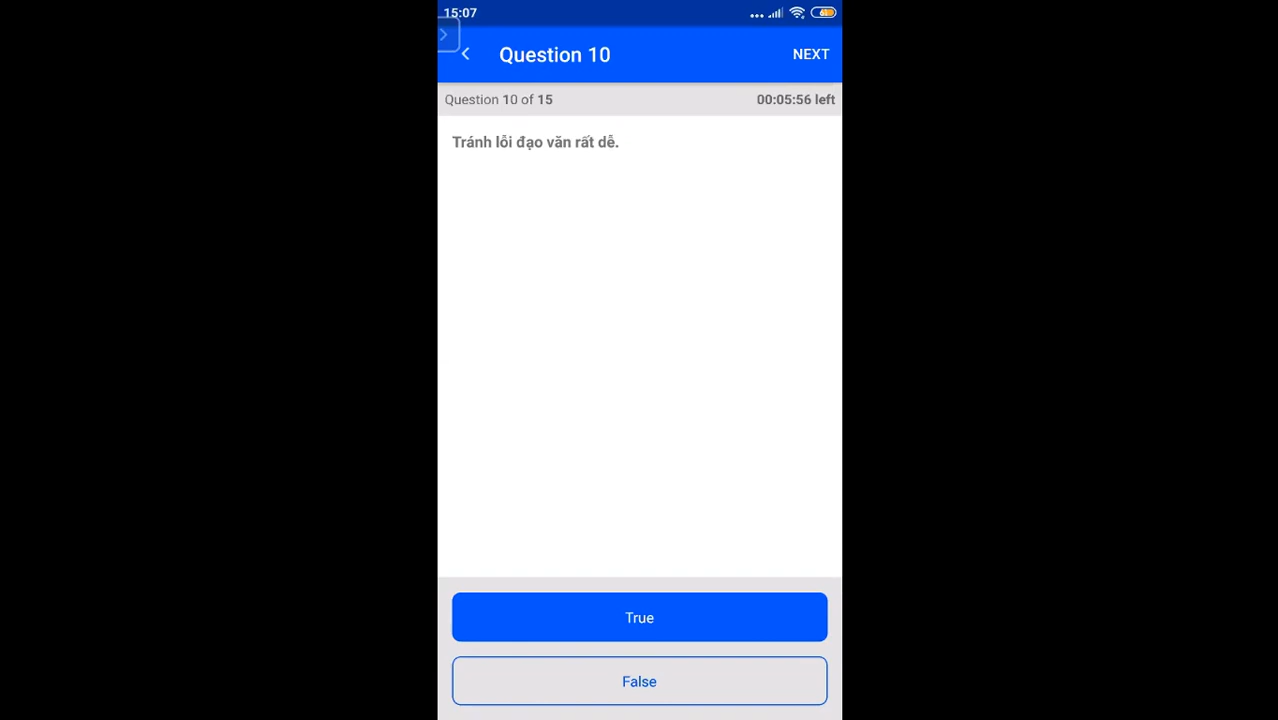 15:07
Question 10
NEXT
Question 10 of 15
00:05:56 left
Tránh lỗi đạo văn rất dễ.
True
False